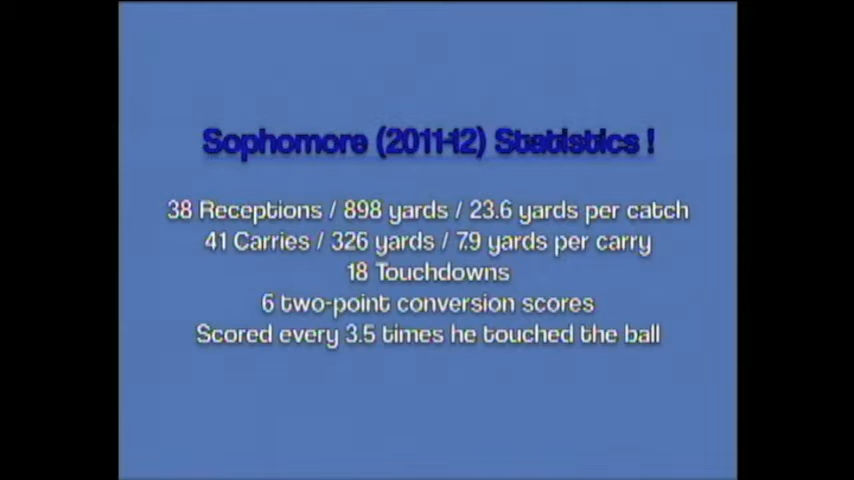 Sophomore (2011-12) Statistics !
38 Receptions / 898 yards / 23.6 yards per catch
41 Carries / 326 yards / 7.9 yards per carry
18 Touchdowns
6 two-point conversion scores
Scored every 3.5 times he touched the ball